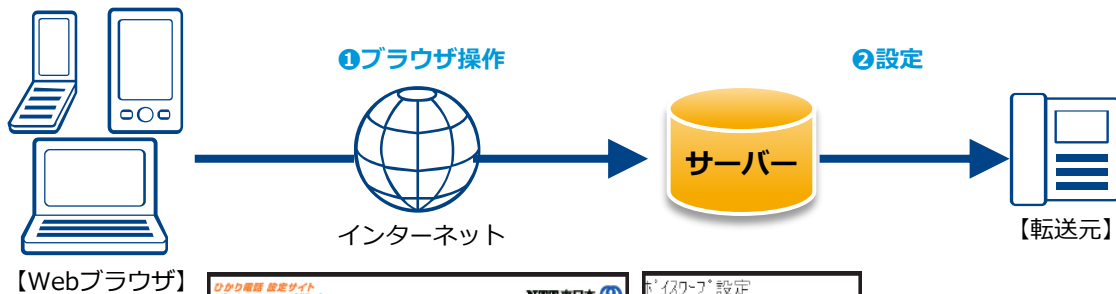 ❶ブラウザ操作
❷設定
サーバー
インターネット
【転送元】
【Webブラウザ】
ひかり電話 設定サイト
ﾎﾞｲｽﾜｰﾌﾟ設定